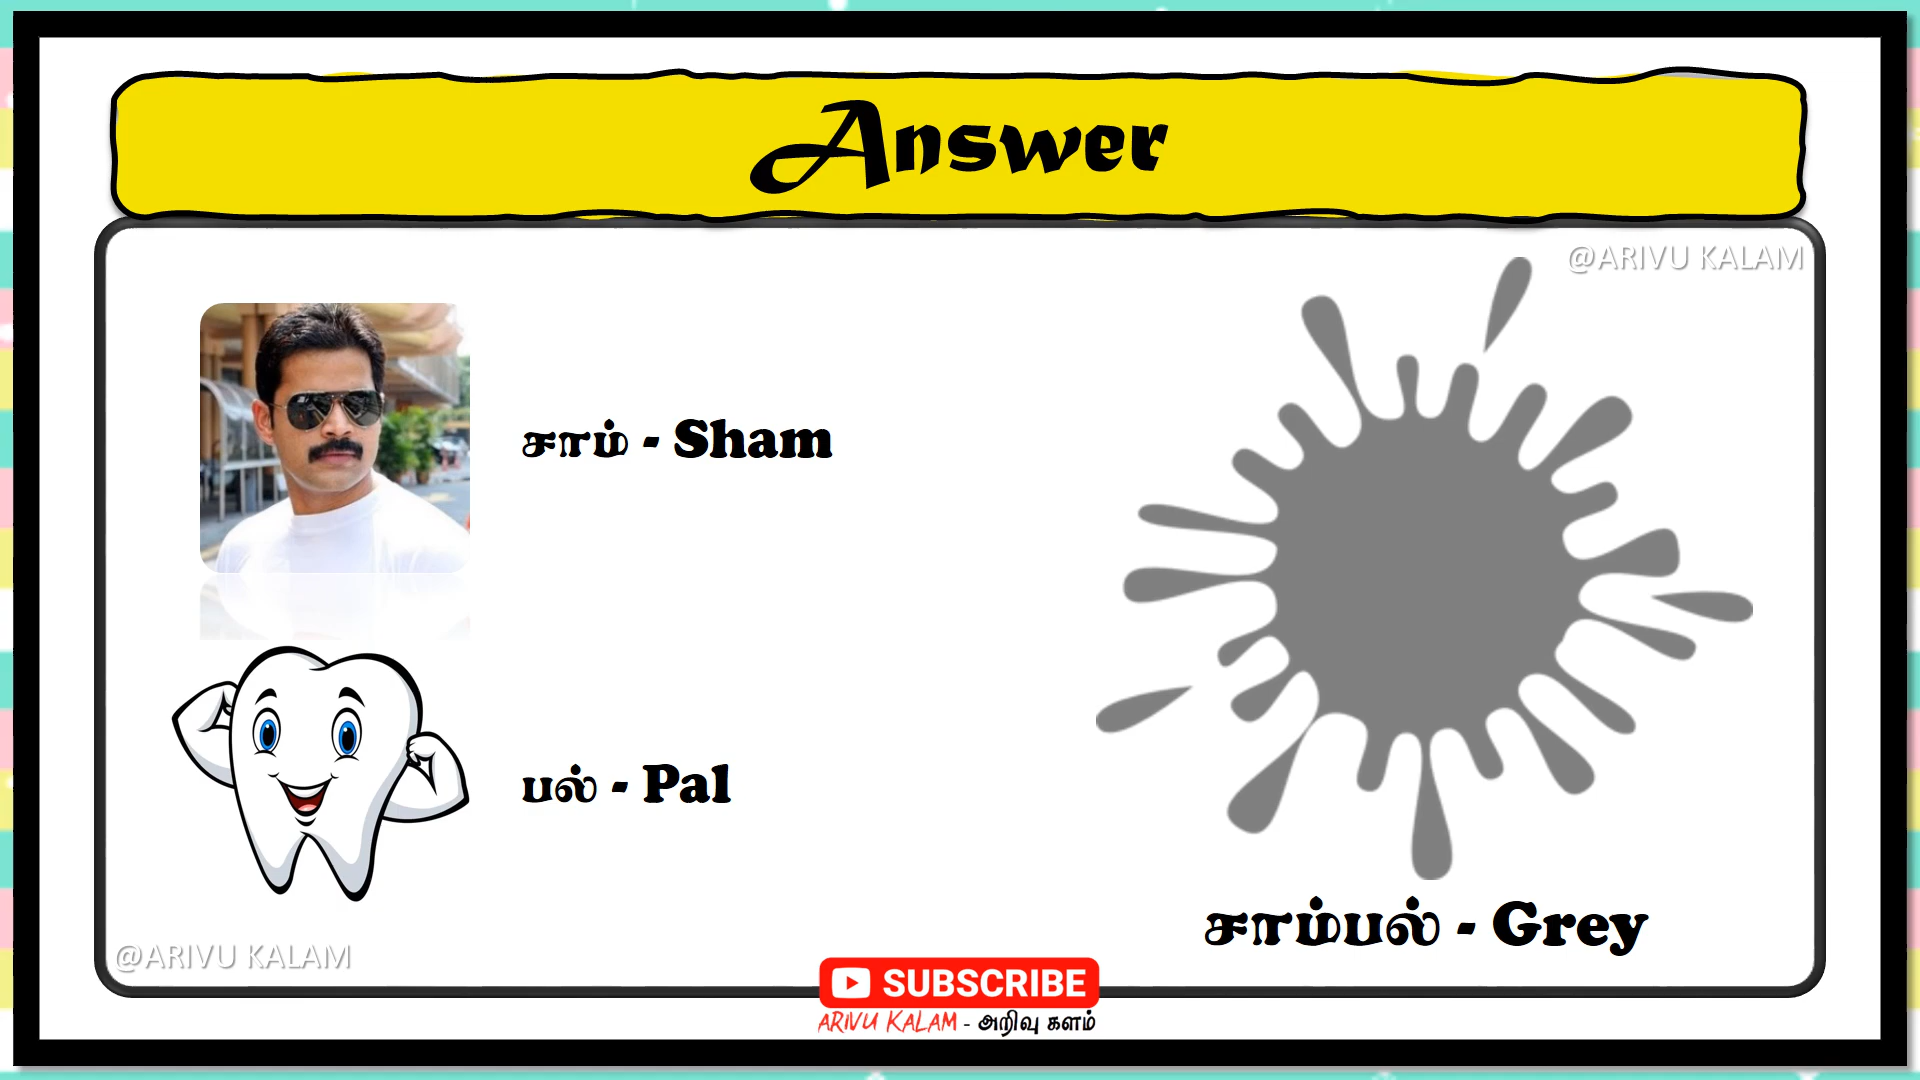 Answer
@ARIVU KALAM
சாம் - Sham
பல் - Pal
சாம்பல் - Grey
@ARIVU KALAM
SUBSCRIBE
ARIVU KALAM - அறிவு களம்